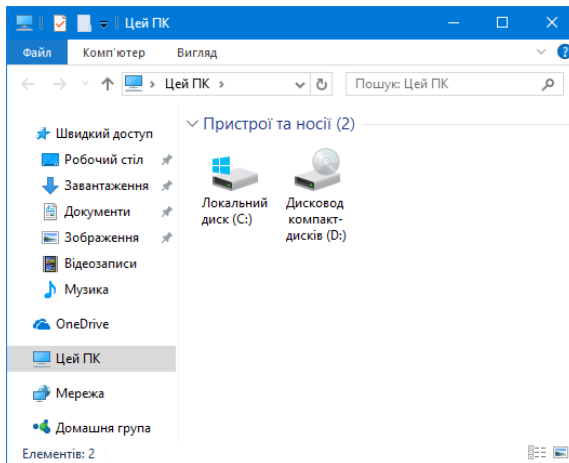 Цей ПК
Файл Комп'ютер Вигляд
Цей ПК
Пошук: Цей ПК
Швидкий доступ
Робочий стіл
Завантаження
Документи
Зображення
Відеозаписи
Музика
OneDrive
Цей ПК
Мережа
Домашня група
Пристрої та носії (2)
Локальний
диск (C:)
Дисковод
компакт-
дисків (D:)
Елементів: 2